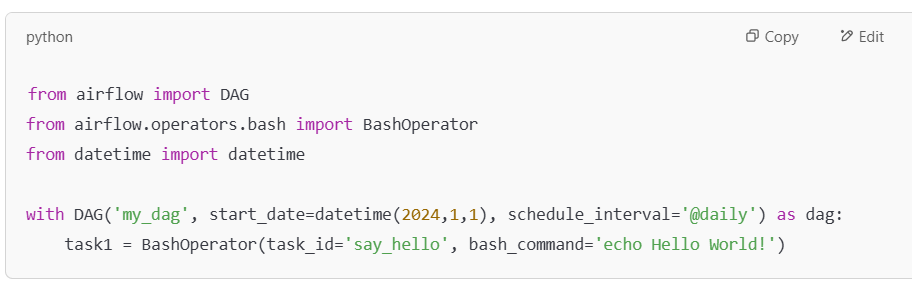 python
Copy
Edit
from airflow import DAG
from airflow.operators.bash import BashOperator
from datetime import datetime
with DAG('my_dag', start_date=datetime(2024,1,1), schedule_interval='@daily') as dag:
    task1 = BashOperator(task_id='say_hello', bash_command='echo Hello World!')